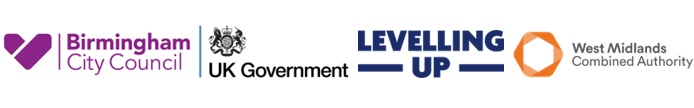 Birmingham
City Council
UK Government
LEVELLING
UP
West Midlands
Combined Authority